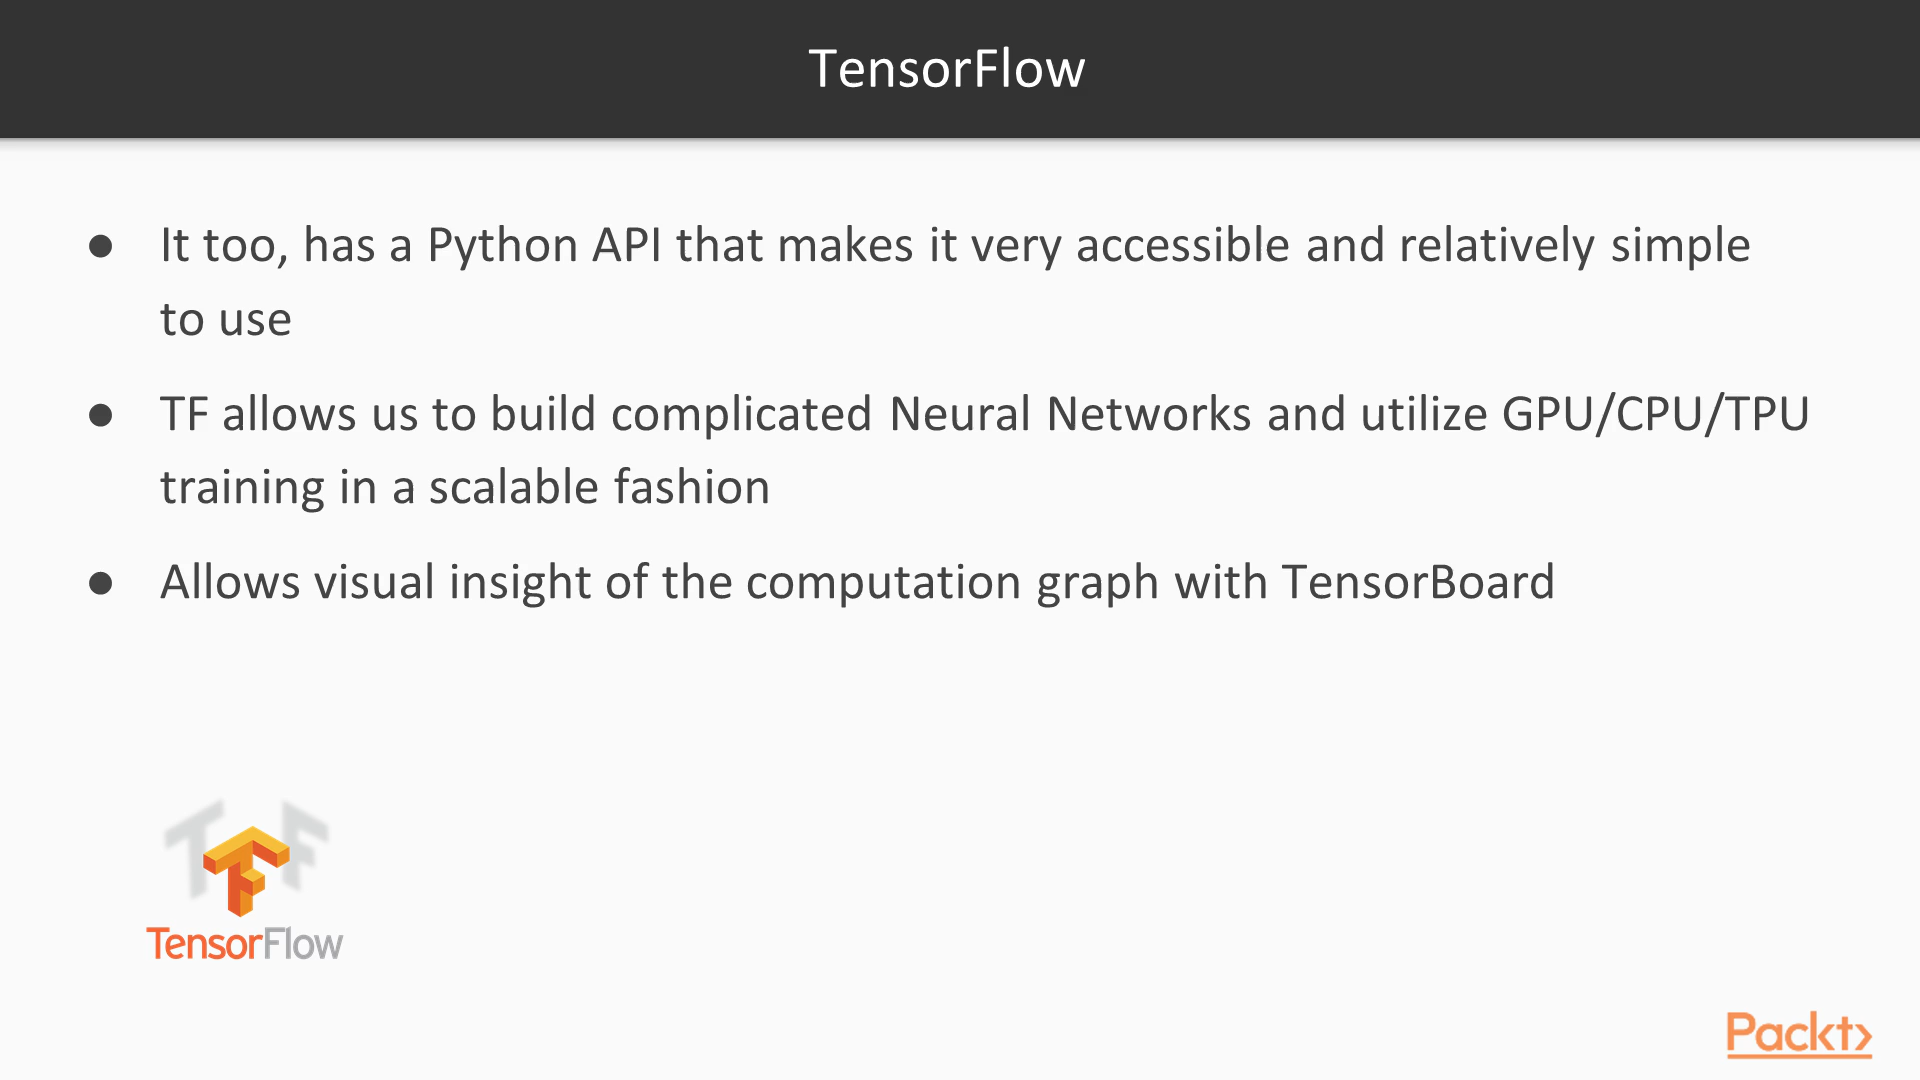 TensorFlow
● It too, has a Python API that makes it very accessible and relatively simple
to use
● TF allows us to build complicated Neural Networks and utilize GPU/CPU/TPU
training in a scalable fashion
● Allows visual insight of the computation graph with TensorBoard
TF
TensorFlow
Packt>